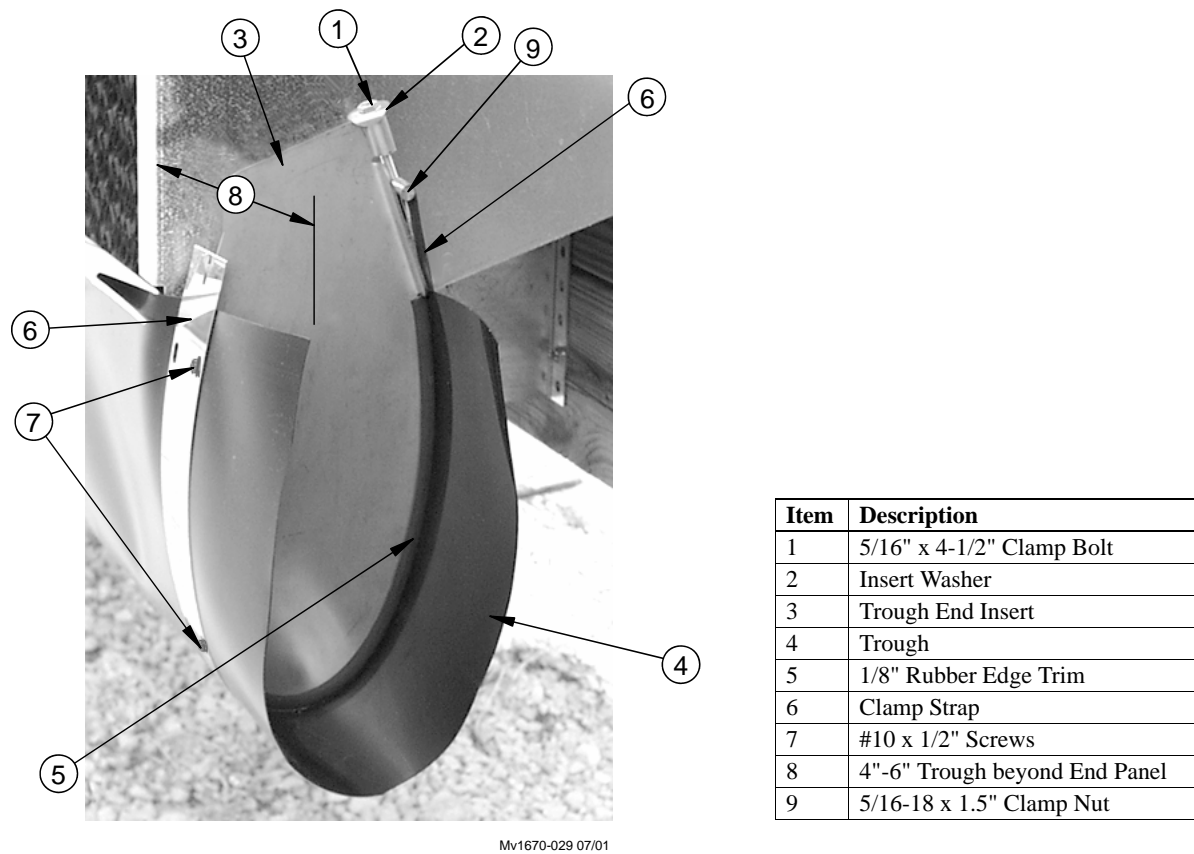 1
3
2
9
6
8
6
7
4
5
Item Description
1 5/16" x 4-1/2" Clamp Bolt
2 Insert Washer
3 Trough End Insert
4 Trough
5 1/8" Rubber Edge Trim
6 Clamp Strap
7 #10 x 1/2" Screws
8 4"-6" Trough beyond End Panel
9 5/16-18 x 1.5" Clamp Nut
Mv1670-029 07/01